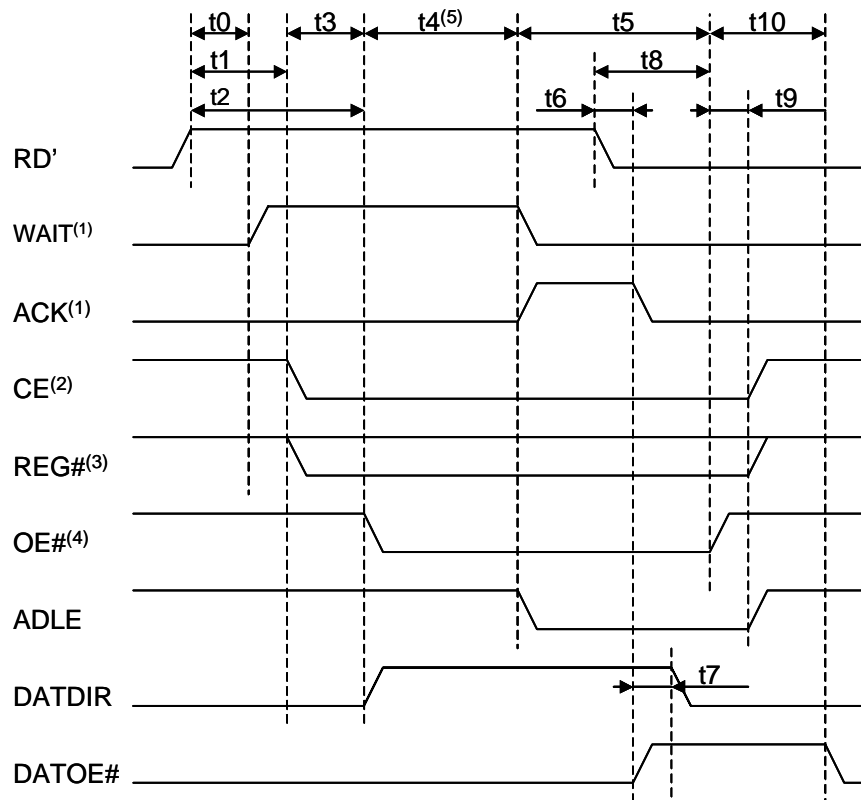 t0 t3 t4(5) t5 t10
t1 t8
t2 t6 t9
RD'
WAIT(1)
ACK(1)
CE(2)
REG#(3)
OE#(4)
ADLE
DATDIR t7
DATOE#